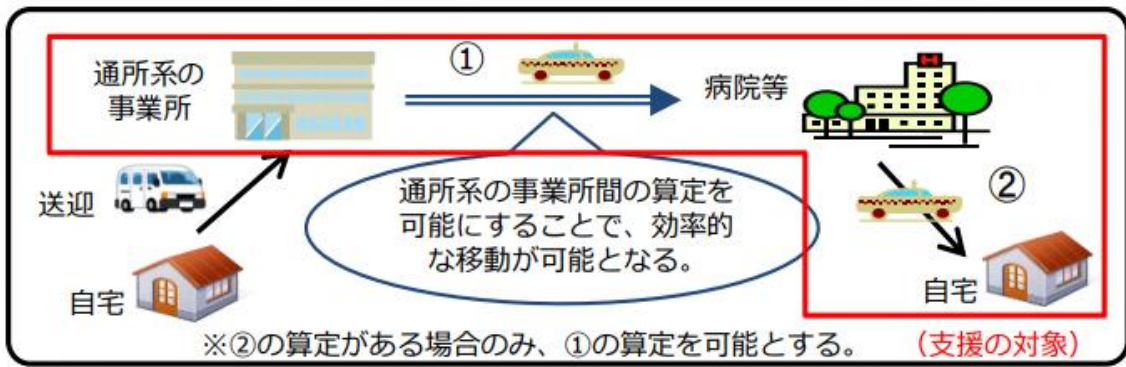 通所系の
事業所
①
病院等
H
送迎
通所系の事業所間の算定を
可能にすることで、効率的
な移動が可能となる。
②
自宅
自宅
※②の算定がある場合のみ、①の算定を可能とする。
（支援の対象）